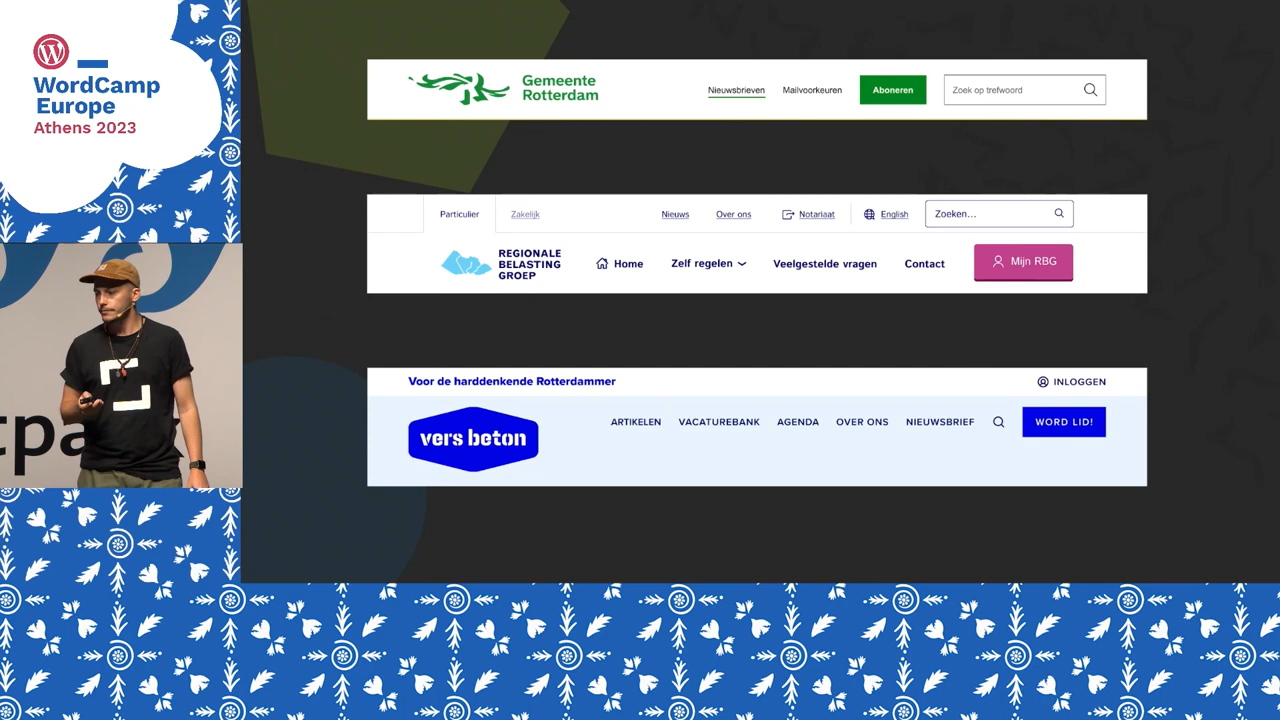 WordCamp
Europe
Athens 2023
Gemeente
Rotterdam
Nieuwsbrieven
Mailvoorkeuren
Aboneren
Zoek op trefwoord
Particulier
Zakelijk
Nieuws
Over ons
Notariaat
English
Zoeken...
REGIONALE
BELASTING
GROEP
Home
Zelf regelen
Veelgestelde vragen
Contact
Mijn RBG
Voor de harddenkende Rotterdammer
INLOGGEN
vers beton
ARTIKELEN
VACATUREBANK
AGENDA
OVER ONS
NIEUWSBRIEF
WORD LID!